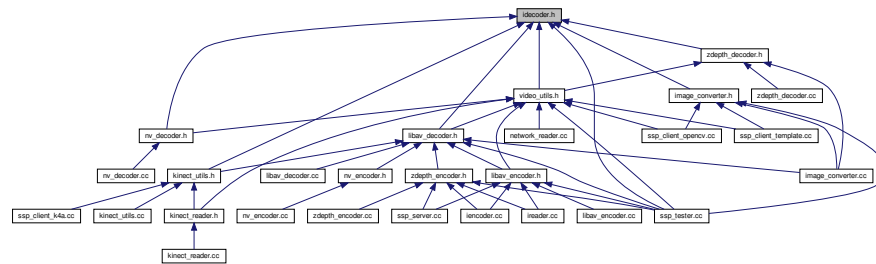 idecoder.h
zdepth_decoder.h
video_utils.h
image_converter.h
zdepth_decoder.cc
nv_decoder.h
libav_decoder.h
network_reader.cc
ssp_client_opencv.cc
ssp_client_template.cc
nv_decoder.cc
kinect_utils.h
libav_decoder.cc
nv_encoder.h
zdepth_encoder.h
libav_encoder.h
image_converter.cc
ssp_client_k4a.cc
kinect_utils.cc
kinect_reader.h
nv_encoder.cc
zdepth_encoder.cc
ssp_server.cc
iencoder.cc
ireader.cc
libav_encoder.cc
ssp_tester.cc
kinect_reader.cc